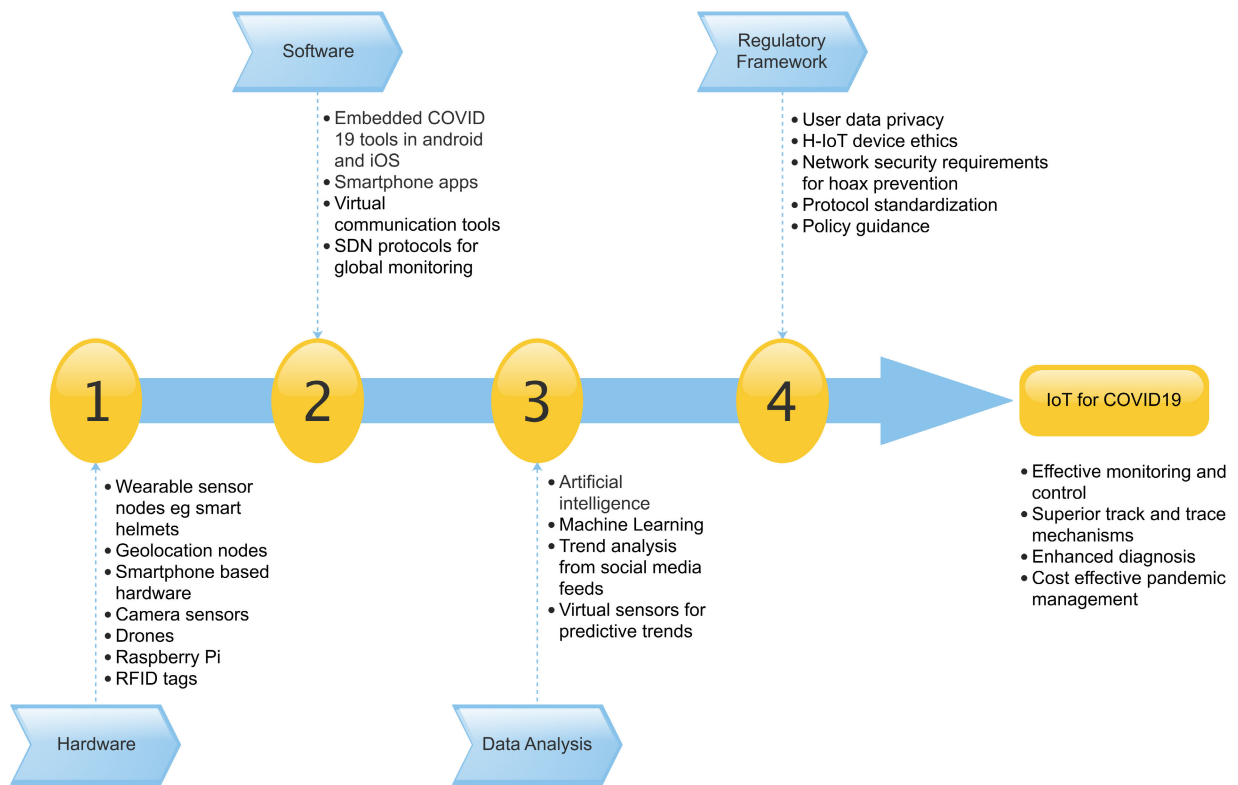 Software
Regulatory
Framework
• Embedded COVID
19 tools in android
and iOS
• Smartphone apps
• Virtual
communication tools
• SDN protocols for
global monitoring
• User data privacy
• H-IoT device ethics
• Network security requirements
for hoax prevention
• Protocol standardization
• Policy guidance
1
2
3
4
IoT for COVID19
• Wearable sensor
nodes eg smart
helmets
• Geolocation nodes
• Smartphone based
hardware
• Camera sensors
• Drones
• Raspberry Pi
• RFID tags
• Artificial
intelligence
• Machine Learning
• Trend analysis
from social media
feeds
• Virtual sensors for
predictive trends
• Effective monitoring and
control
• Superior track and trace
mechanisms
• Enhanced diagnosis
• Cost effective pandemic
management
Hardware
Data Analysis